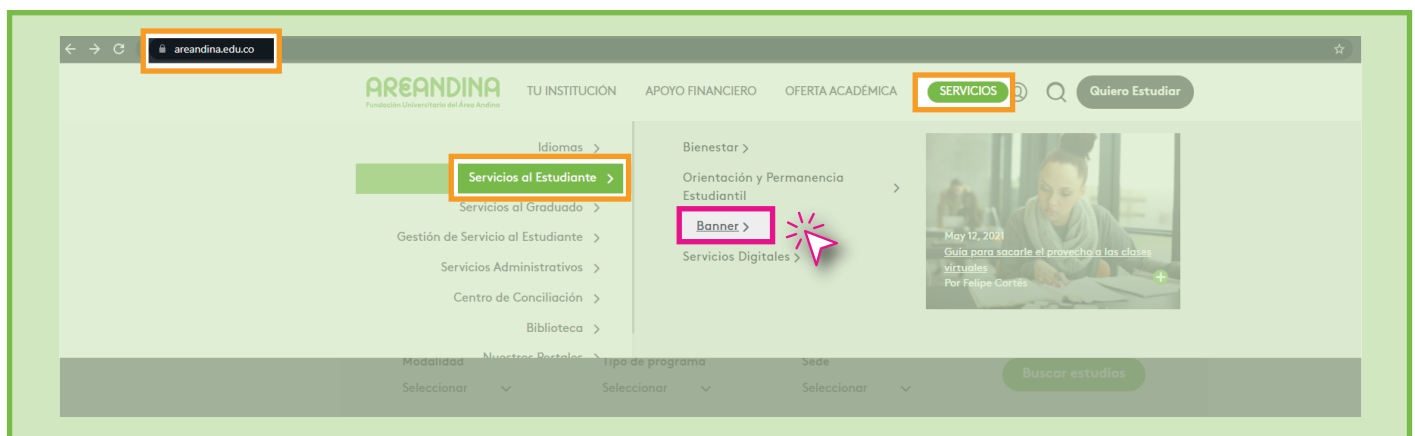 areandina.edu.co
AREANDINA
Fundación Universitaria del Área Andina
TU INSTITUCIÓN
APOYO FINANCIERO
OFERTA ACADÉMICA
SERVICIOS
Quiero Estudiar
Idiomas >
Servicios al Estudiante >
Servicios al Graduado >
Gestión de Servicio al Estudiante >
Servicios Administrativos >
Centro de Conciliación >
Biblioteca >
Nuestros Portales >
Bienestar >
Orientación y Permanencia >
Estudiantil
Banner >
Servicios Digitales >
May 12, 2021
Guía para sacarle el provecho a las clases
virtuales
Por Felipe Cortés
Modalidad
Tipo de programa
Sede
Seleccionar
Seleccionar
Seleccionar
Buscar estudios